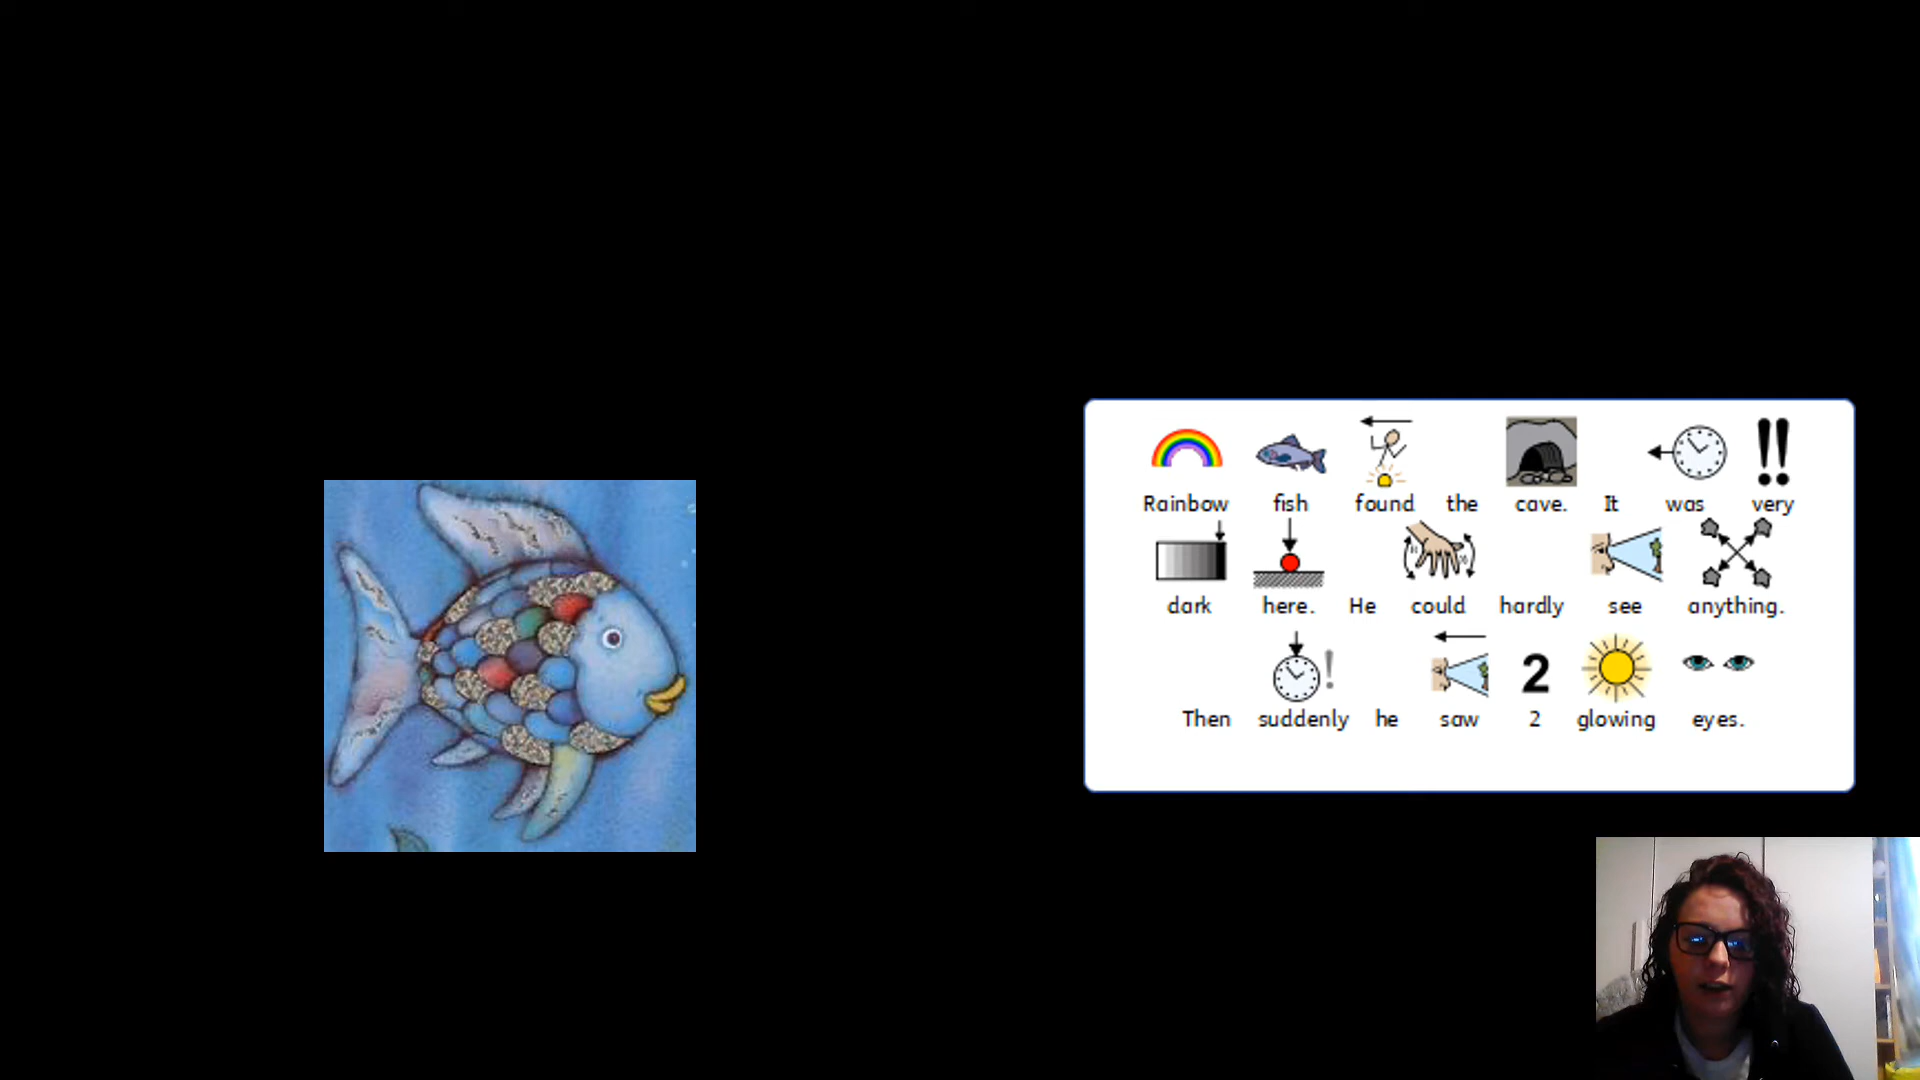 Rainbow fish found the cave. It was very
dark here. He could hardly see anything.
2
Then suddenly he saw 2 glowing eyes.